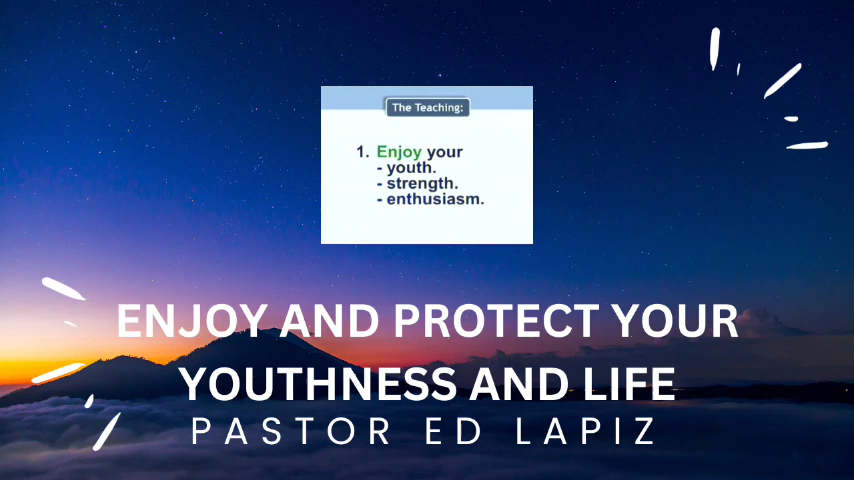 The Teaching:
1. Enjoy your
- youth.
- strength.
- enthusiasm.
ENJOY AND PROTECT YOUR
YOUTHNESS AND LIFE
PASTOR ED LAPIZ